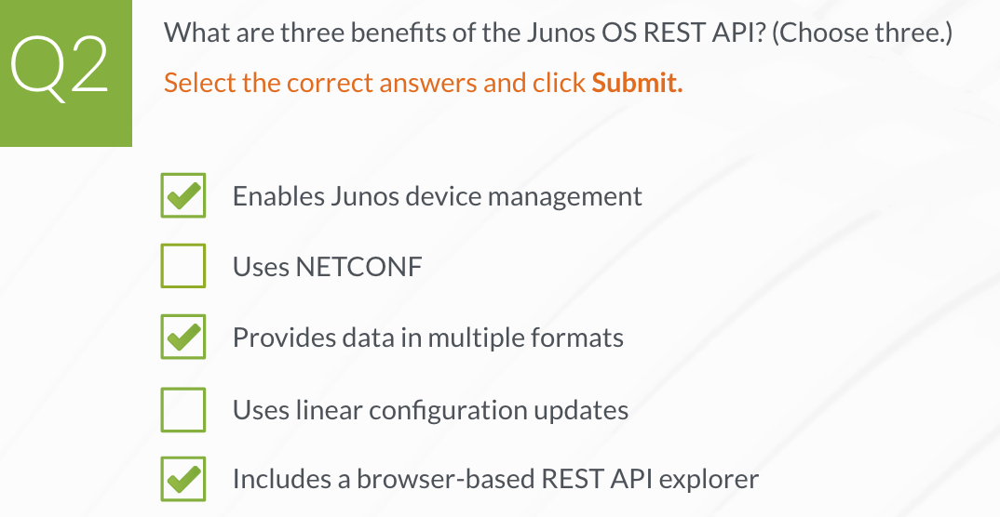 Q2
What are three benefits of the Junos OS REST API? (Choose three.)
Select the correct answers and click Submit.
Enables Junos device management
Uses NETCONF
Provides data in multiple formats
Uses linear configuration updates
Includes a browser-based REST API explorer